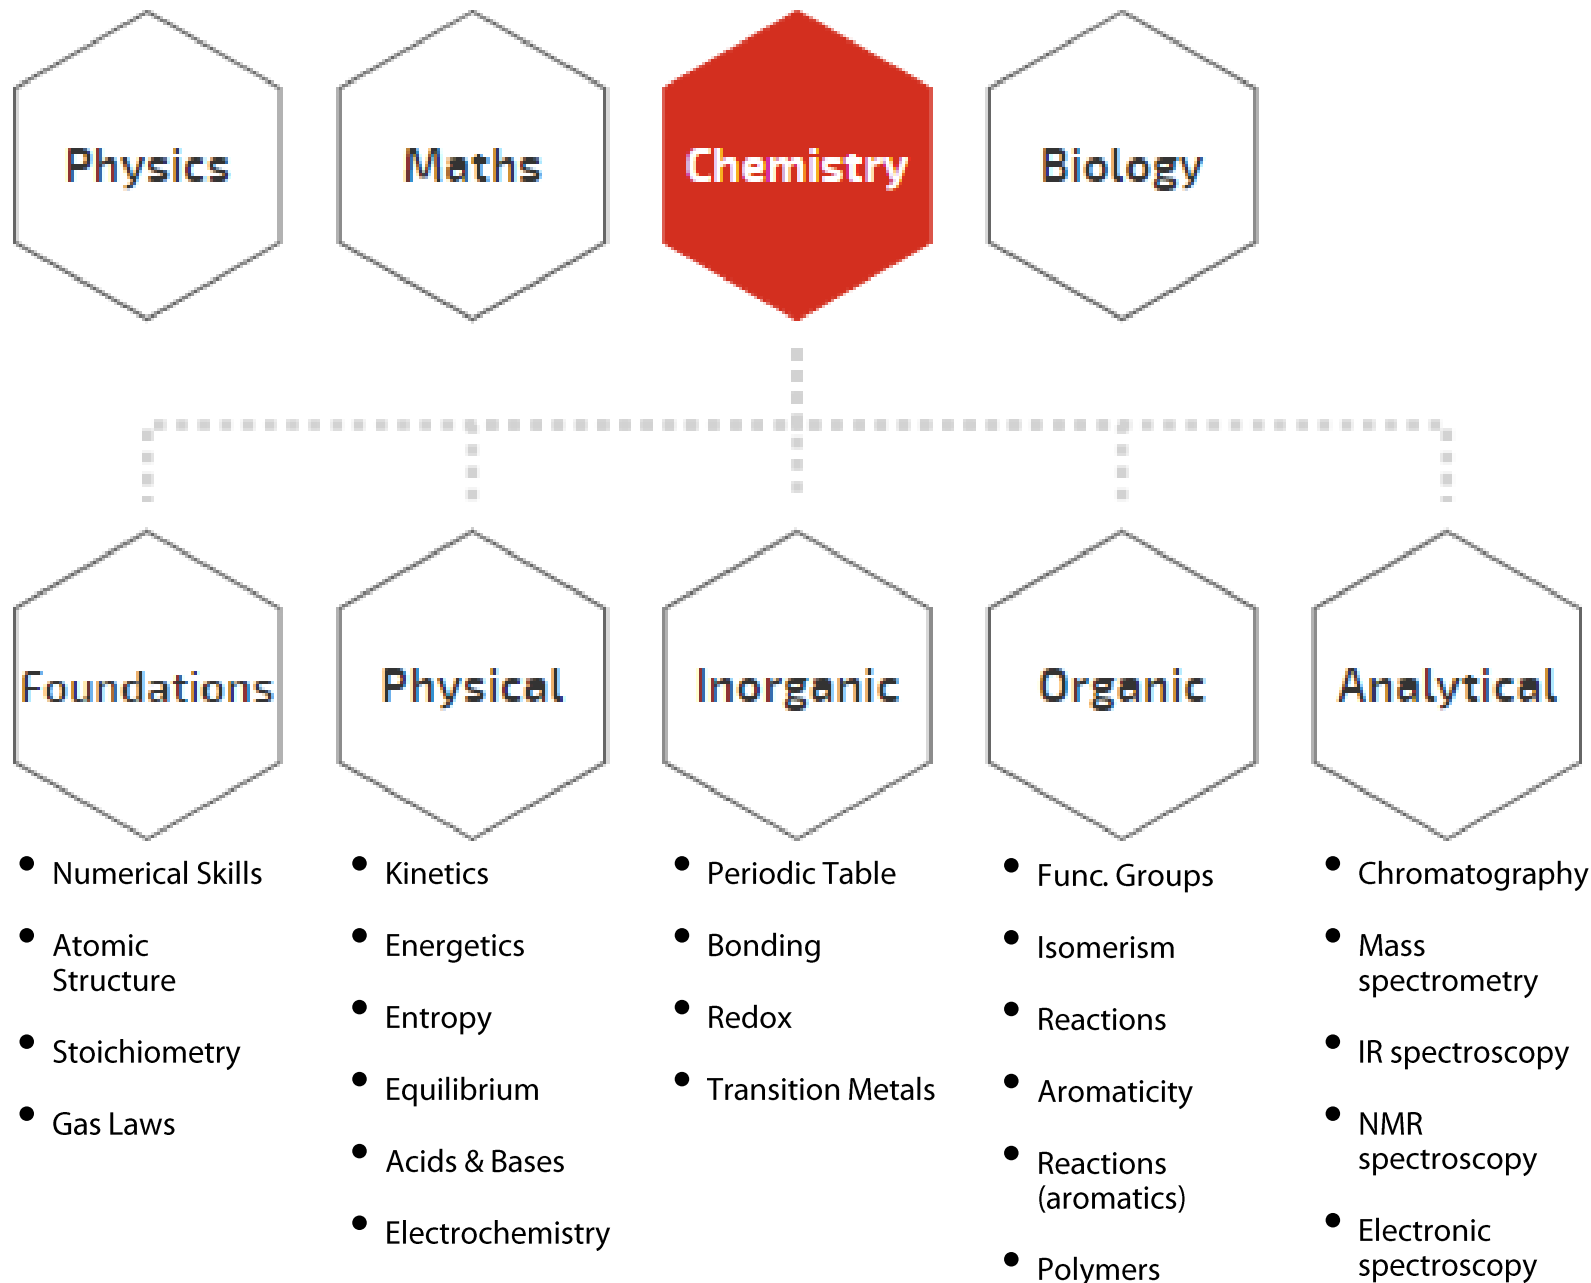 Physics
Maths
Chemistry
Biology
Foundations
Physical
Inorganic
Organic
Analytical
• Numerical Skills
• Atomic
Structure
• Stoichiometry
• Gas Laws
• Kinetics
• Energetics
• Entropy
• Equilibrium
• Acids & Bases
• Electrochemistry
• Periodic Table
• Bonding
• Redox
• Transition Metals
• Func. Groups
• Isomerism
• Reactions
• Aromaticity
• Reactions
(aromatics)
• Polymers
• Chromatography
• Mass
spectrometry
• IR spectroscopy
• NMR
spectroscopy
• Electronic
spectroscopy